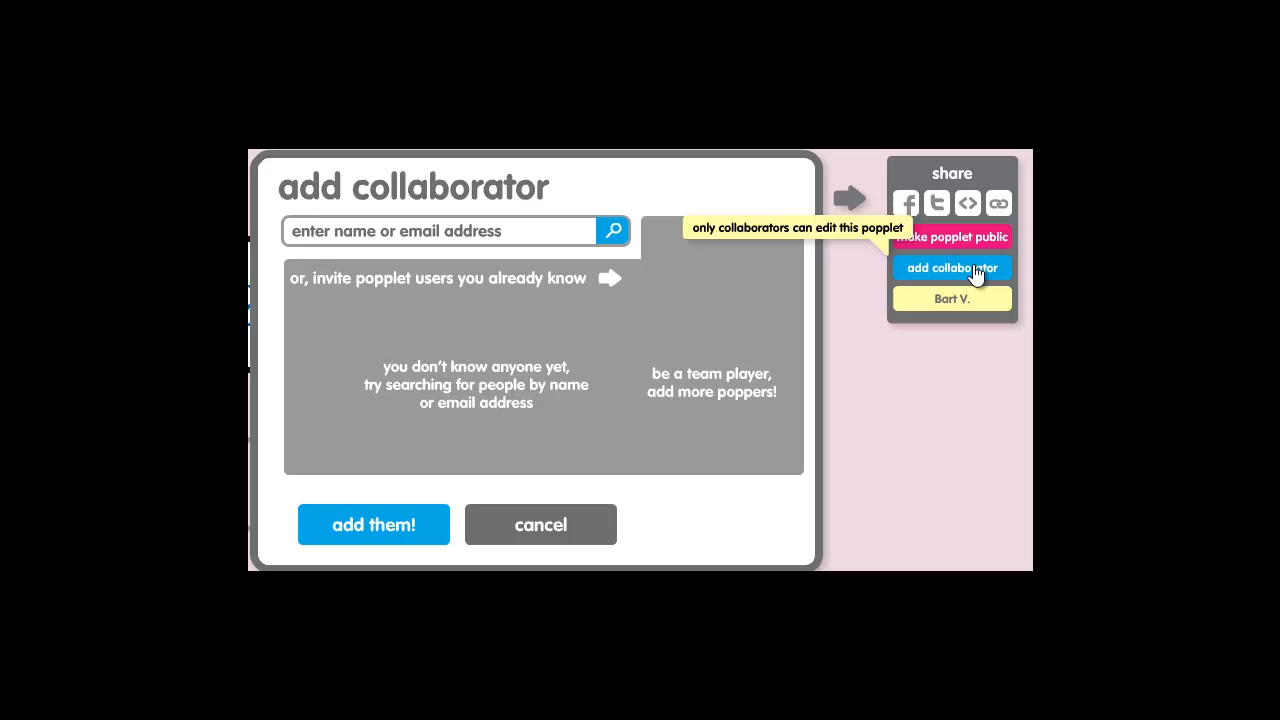 add collaborator
enter name or email address
or, invite popplet users you already know
you don't know anyone yet,
try searching for people by name
or email address
be a team player,
add more poppers!
add them!
cancel
share
only collaborators can edit this popplet
make popplet public
add collaborator
Bart V.